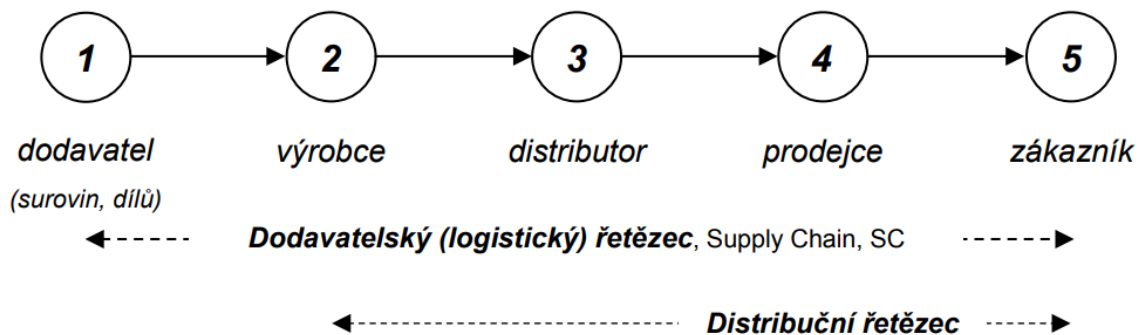 1 2 3 4 5
dodavatel výrobce distributor prodejce zákazník
(surovin, dílů)
Dodavatelský (logistický) řetězec, Supply Chain, SC
Distribuční řetězec